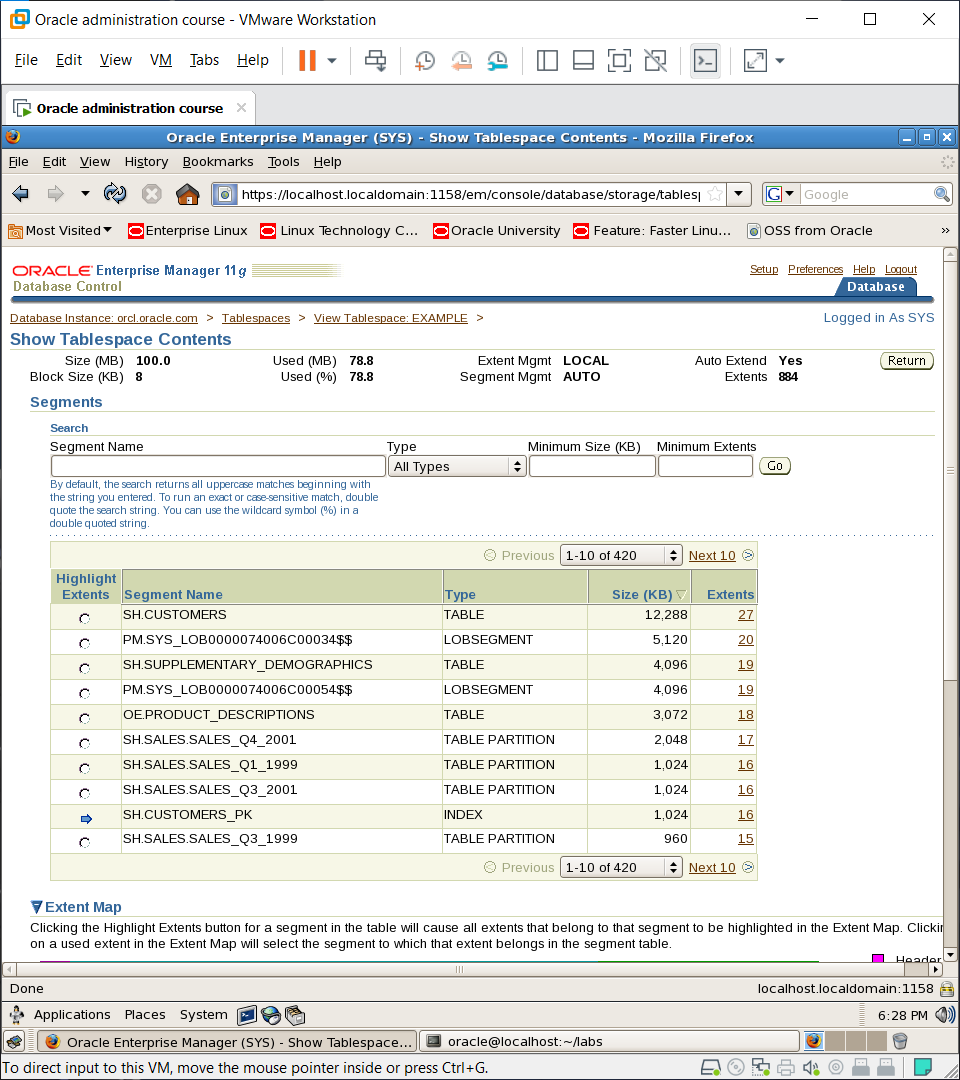 Oracle administration course - VMware Workstation
File Edit View VM Tabs Help
Oracle administration course
Oracle Enterprise Manager (SYS) - Show Tablespace Contents - Mozilla Firefox
File Edit View History Bookmarks Tools Help
https://localhost.localdomain:1158/em/console/database/storage/tablesp
G Google
Most Visited Enterprise Linux Linux Technology C... Oracle University Feature: Faster Linu... OSS from Oracle »
ORACLE Enterprise Manager 11g
Database Control
Setup Preferences Help Logout
Database
Database Instance: orcl.oracle.com > Tablespaces > View Tablespace: EXAMPLE >
Logged in As SYS
Show Tablespace Contents
Size (MB) 100.0 Used (MB) 78.8 Extent Mgmt LOCAL Auto Extend Yes Return
Block Size (KB) 8 Used (%) 78.8 Segment Mgmt AUTO Extents 884
Segments
Search
Segment Name Type Minimum Size (KB) Minimum Extents
All Types Go
By default, the search returns all uppercase matches beginning with
the string you entered. To run an exact or case-sensitive match, double
quote the search string. You can use the wildcard symbol (%) in a
double quoted string.
Previous 1-10 of 420 Next 10
Highlight Extents Segment Name Type Size (KB) Extents
SH.CUSTOMERS TABLE 12,288 27
PM.SYS_LOB0000074006C00034$$ LOBSEGMENT 5,120 20
SH.SUPPLEMENTARY_DEMOGRAPHICS TABLE 4,096 19
PM.SYS_LOB0000074006C00054$$ LOBSEGMENT 4,096 19
OE.PRODUCT_DESCRIPTIONS TABLE 3,072 18
SH.SALES.SALES_Q4_2001 TABLE PARTITION 2,048 17
SH.SALES.SALES_Q1_1999 TABLE PARTITION 1,024 16
SH.SALES.SALES_Q3_2001 TABLE PARTITION 1,024 16
SH.CUSTOMERS_PK INDEX 1,024 16
SH.SALES.SALES_Q3_1999 TABLE PARTITION 960 15
Previous 1-10 of 420 Next 10
Extent Map
Clicking the Highlight Extents button for a segment in the table will cause all extents that belong to that segment to be highlighted in the Extent Map. Clickin
on a used extent in the Extent Map will select the segment to which that extent belongs in the segment table.
Header
Done
localhost.localdomain:1158
Applications Places System
6:28 PM
Oracle Enterprise Manager (SYS) - Show Tablespace...
oracle@localhost:~/labs
To direct input to this VM, move the mouse pointer inside or press Ctrl+G.